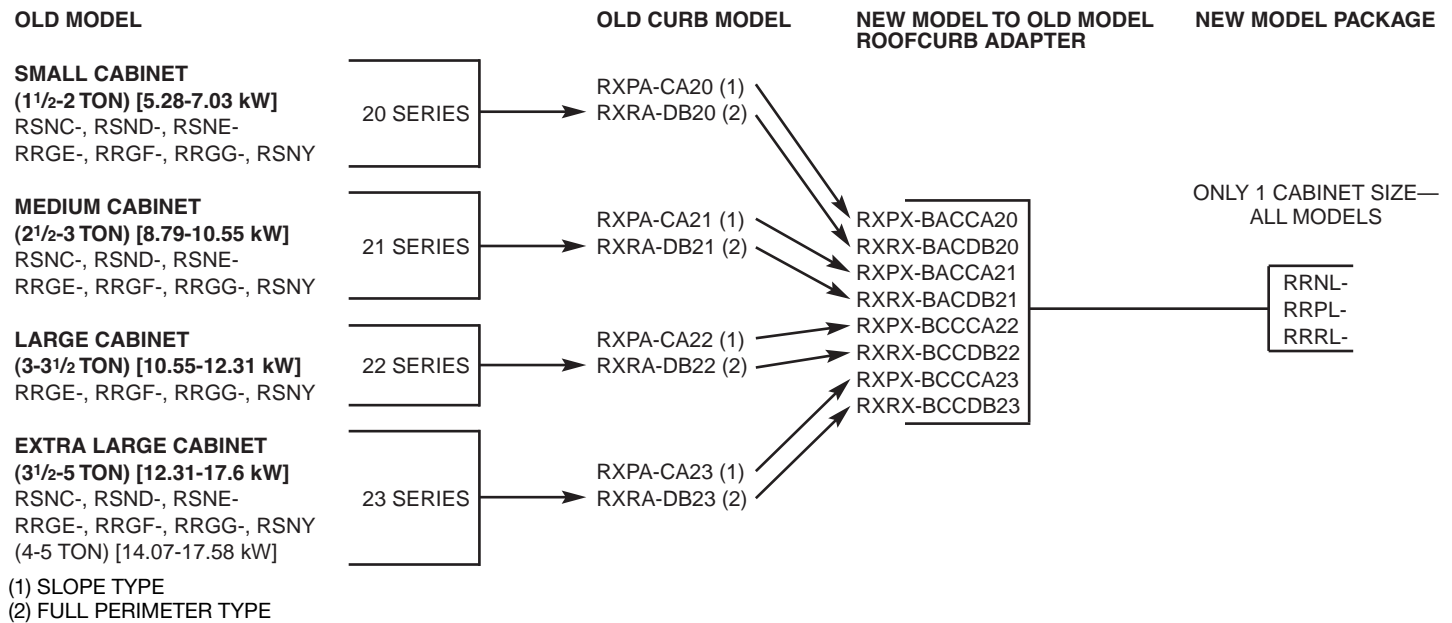 OLD MODEL
OLD CURB MODEL
NEW MODEL TO OLD MODEL
ROOFCURB ADAPTER
NEW MODEL PACKAGE
SMALL CABINET
(1 1/2-2 TON) [5.28-7.03 kW]
RSNC-, RSND-, RSNE-
RRGE-, RRGF-, RRGG-, RSNY
20 SERIES
RXPA-CA20 (1)
RXRA-DB20 (2)
MEDIUM CABINET
(2 1/2-3 TON) [8.79-10.55 kW]
RSNC-, RSND-, RSNE-
RRGE-, RRGF-, RRGG-, RSNY
21 SERIES
RXPA-CA21 (1)
RXRA-DB21 (2)
LARGE CABINET
(3-3 1/2 TON) [10.55-12.31 kW]
RRGE-, RRGF-, RRGG-, RSNY
22 SERIES
RXPA-CA22 (1)
RXRA-DB22 (2)
EXTRA LARGE CABINET
(3 1/2-5 TON) [12.31-17.6 kW]
RSNC-, RSND-, RSNE-
RRGE-, RRGF-, RRGG-, RSNY
(4-5 TON) [14.07-17.58 kW]
23 SERIES
RXPA-CA23 (1)
RXRA-DB23 (2)
RXPX-BACCA20
RXRX-BACDB20
RXPX-BACCA21
RXRX-BACDB21
RXPX-BCCCA22
RXRX-BCCDB22
RXPX-BCCCA23
RXRX-BCCDB23
ONLY 1 CABINET SIZE—
ALL MODELS
RRNL-
RRPL-
RRRL-
(1) SLOPE TYPE
(2) FULL PERIMETER TYPE